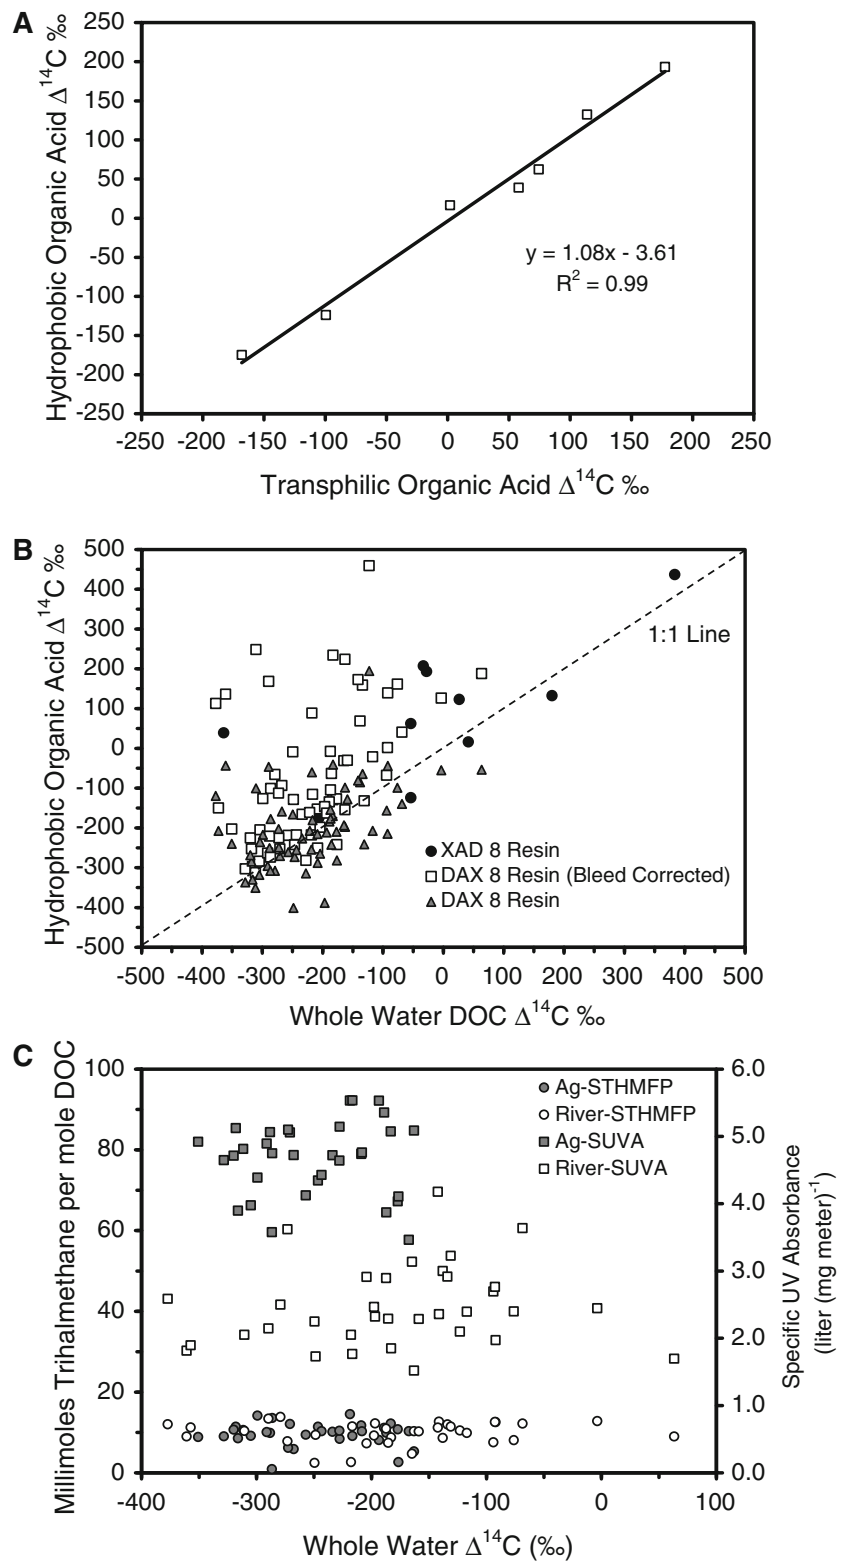 A
Hydrophobic Organic Acid Δ14C ‰
250
200
150
100
50
0
-50
-100
-150
-200
-250
y = 1.08x - 3.61
R2 = 0.99
-250 -200 -150 -100 -50 0 50 100 150 200 250
Transphilic Organic Acid Δ14C ‰
B
Hydrophobic Organic Acid Δ14C ‰
500
400
300
200
100
0
-100
-200
-300
-400
-500
1:1 Line
XAD 8 Resin
DAX 8 Resin (Bleed Corrected)
DAX 8 Resin
-500 -400 -300 -200 -100 0 100 200 300 400 500
Whole Water DOC Δ14C ‰
C
Millimoles Trihalmethane per mole DOC
100
80
60
40
20
0
Ag-STHMFP
River-STHMFP
Ag-SUVA
River-SUVA
6.0
5.0
4.0
3.0
2.0
1.0
0.0
Specific UV Absorbance
(liter (mg meter)-1)
-400 -300 -200 -100 0 100
Whole Water Δ14C (‰)